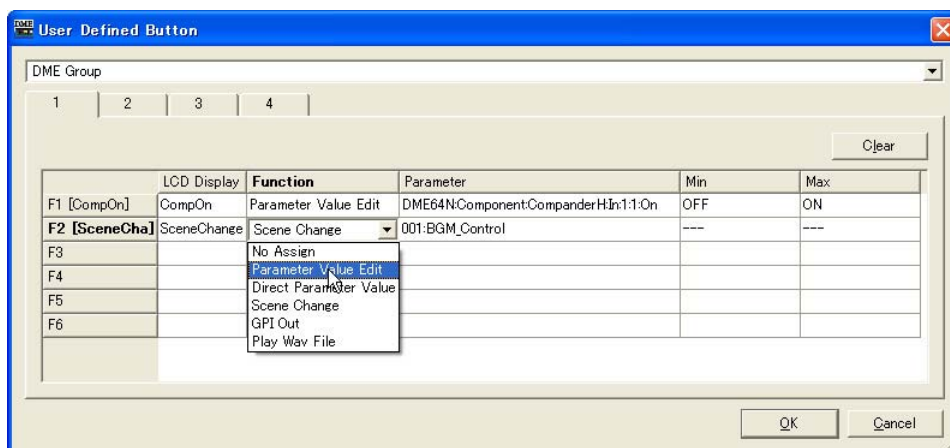 DME User Defined Button
DME Group
1 2 3 4
Clear
LCD Display Function Parameter Min Max
F1 [CompOn] CompOn Parameter Value Edit DME64N:Component:CompanderH:In:1:1:On OFF ON
F2 [SceneCha] SceneChange Scene Change 001:BGM_Control --- ---
F3 No Assign
Parameter Value Edit
F4 Direct Parameter Value
F5 Scene Change
GPI Out
F6 Play Wav File
OK Cancel